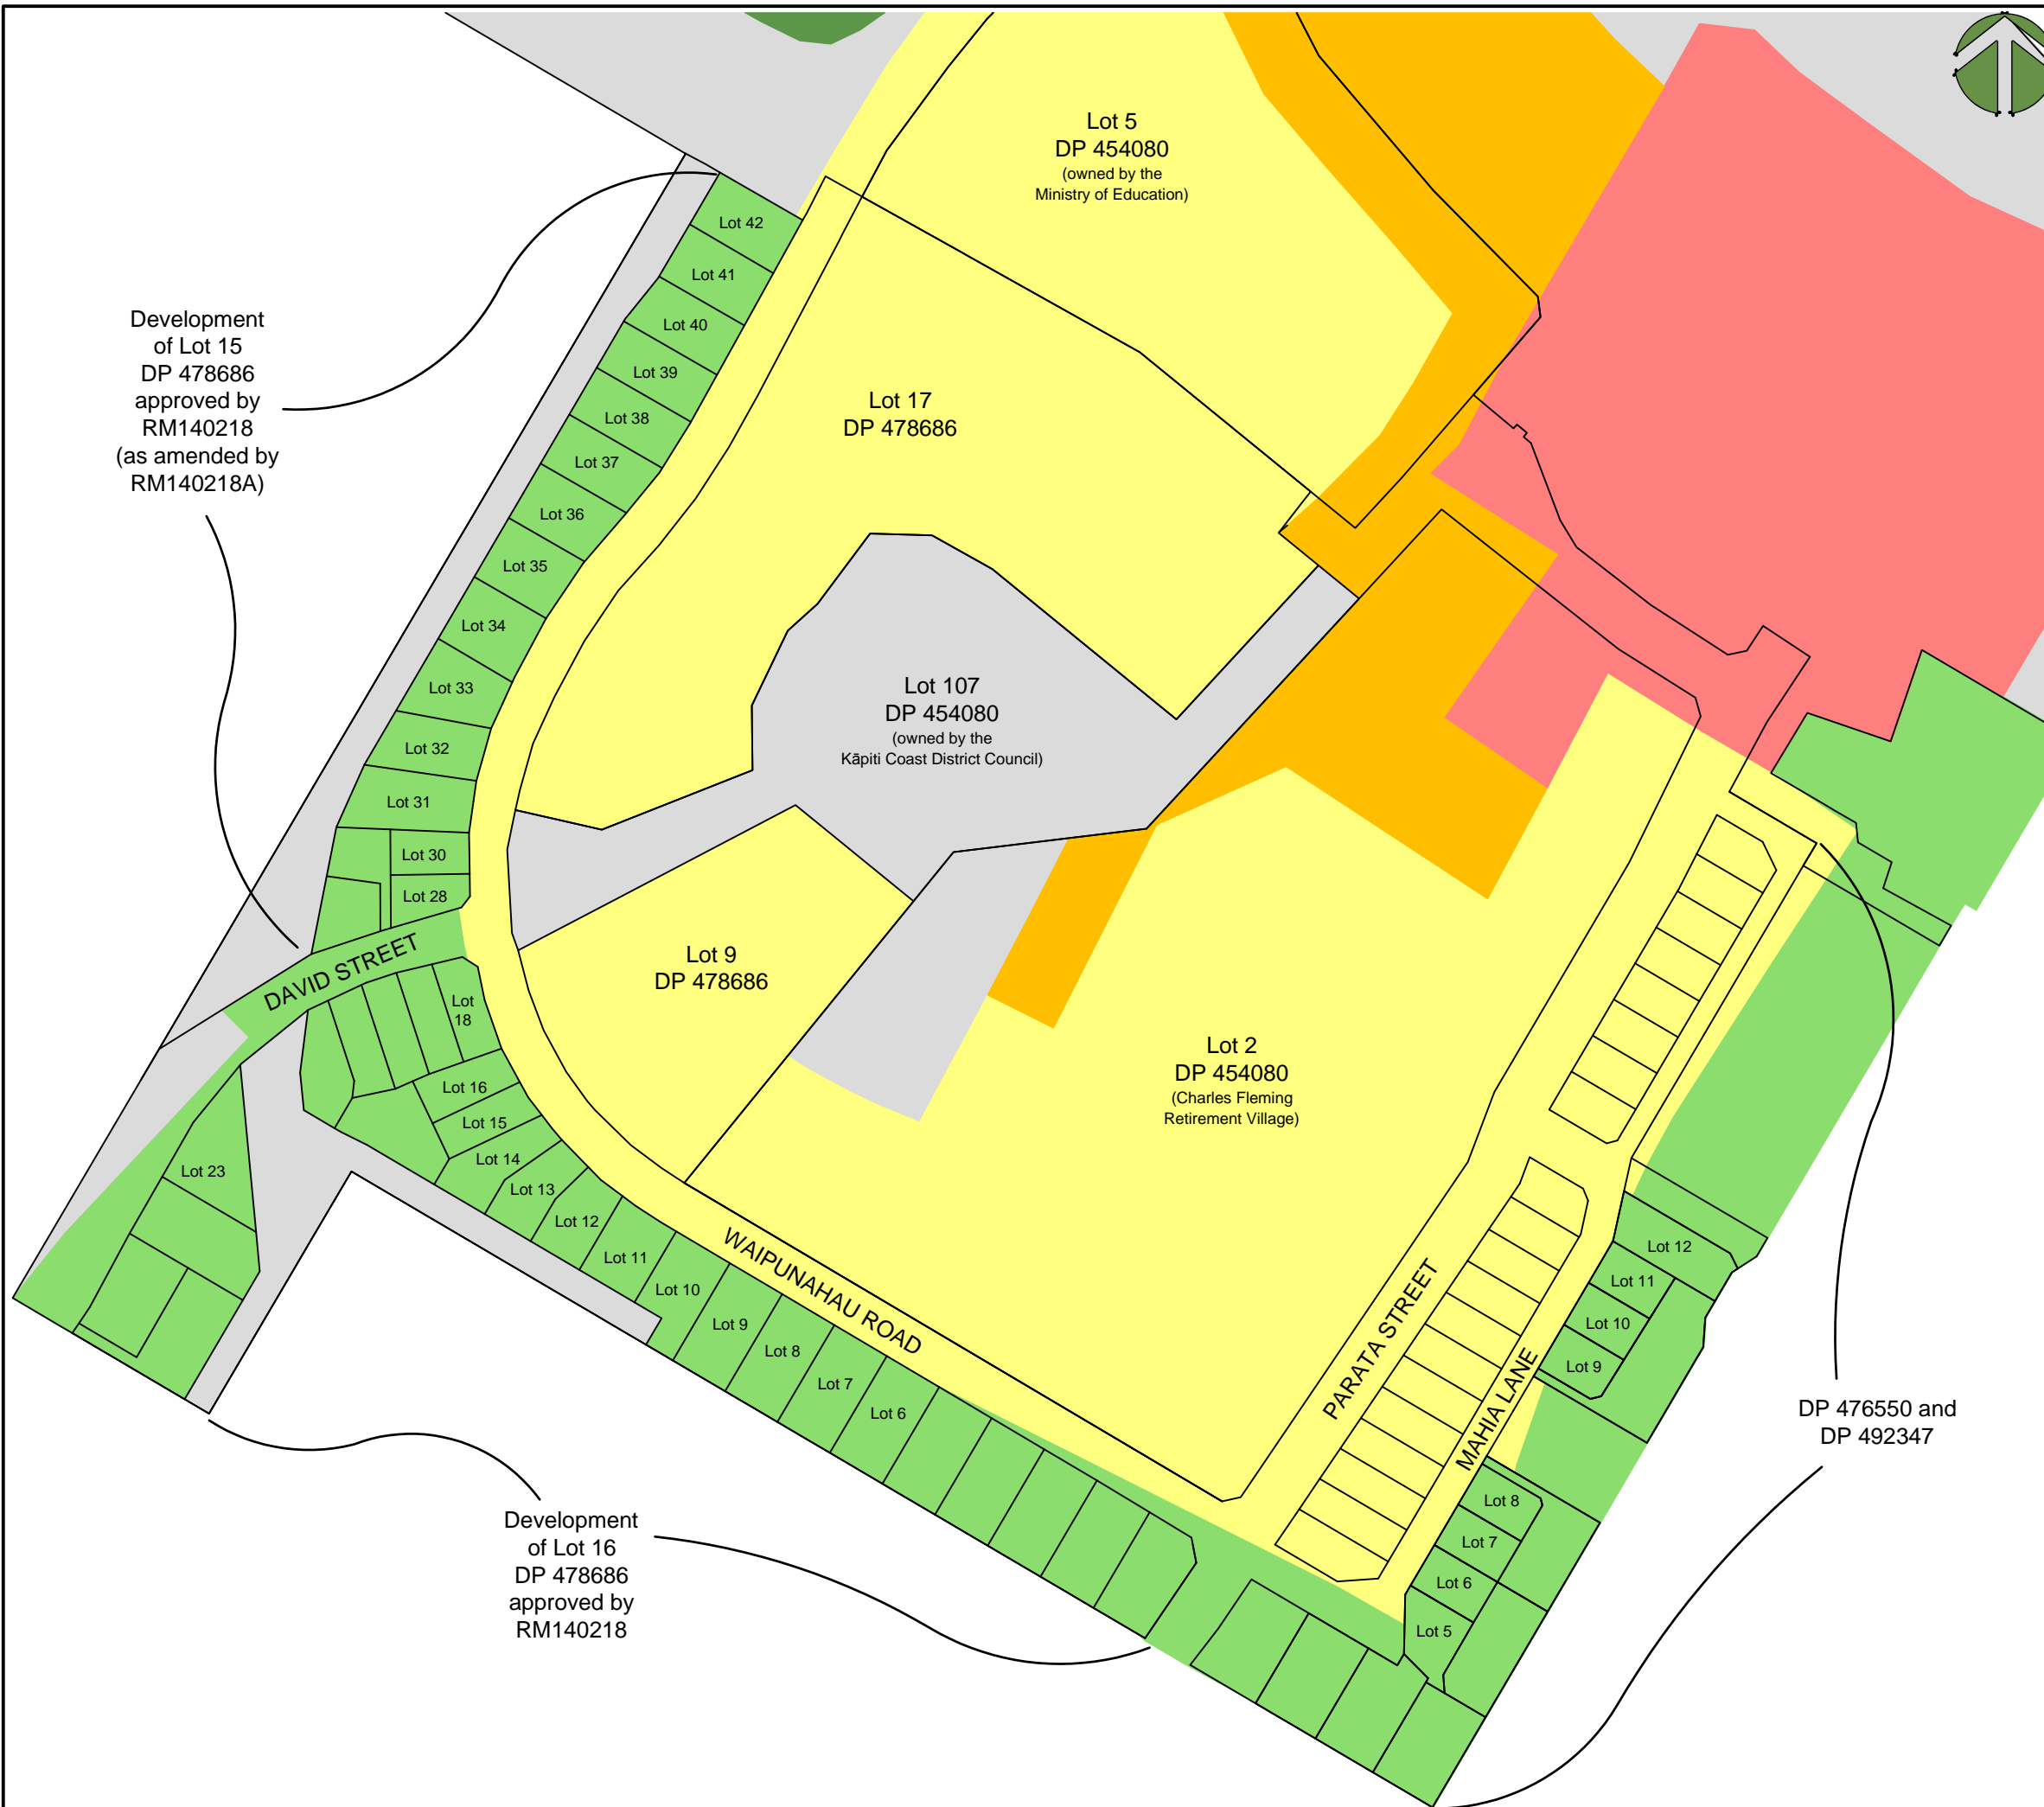 Lot 5
DP 454080
(owned by the
Ministry of Education)
Lot 42
Lot 41
Lot 40
Lot 39
Lot 38
Lot 37
Lot 36
Lot 35
Lot 34
Lot 33
Lot 32
Lot 31
Lot 30
Lot 28
Development
of Lot 15
DP 478686
approved by
RM140218
(as amended by
RM140218A)
Lot 17
DP 478686
Lot 107
DP 454080
(owned by the
Kāpiti Coast District Council)
Lot 9
DP 478686
DAVID STREET
Lot
18
Lot 16
Lot 15
Lot 14
Lot 13
Lot 12
Lot 11
Lot 10
Lot 9
Lot 8
Lot 7
Lot 6
Lot 23
Lot 2
DP 454080
(Charles Fleming
Retirement Village)
WAIPUNAHAU ROAD
PARATA STREET
MAHIA LANE
Lot 12
Lot 11
Lot 10
Lot 9
Lot 8
Lot 7
Lot 6
Lot 5
DP 476550 and
DP 492347
Development
of Lot 16
DP 478686
approved by
RM140218